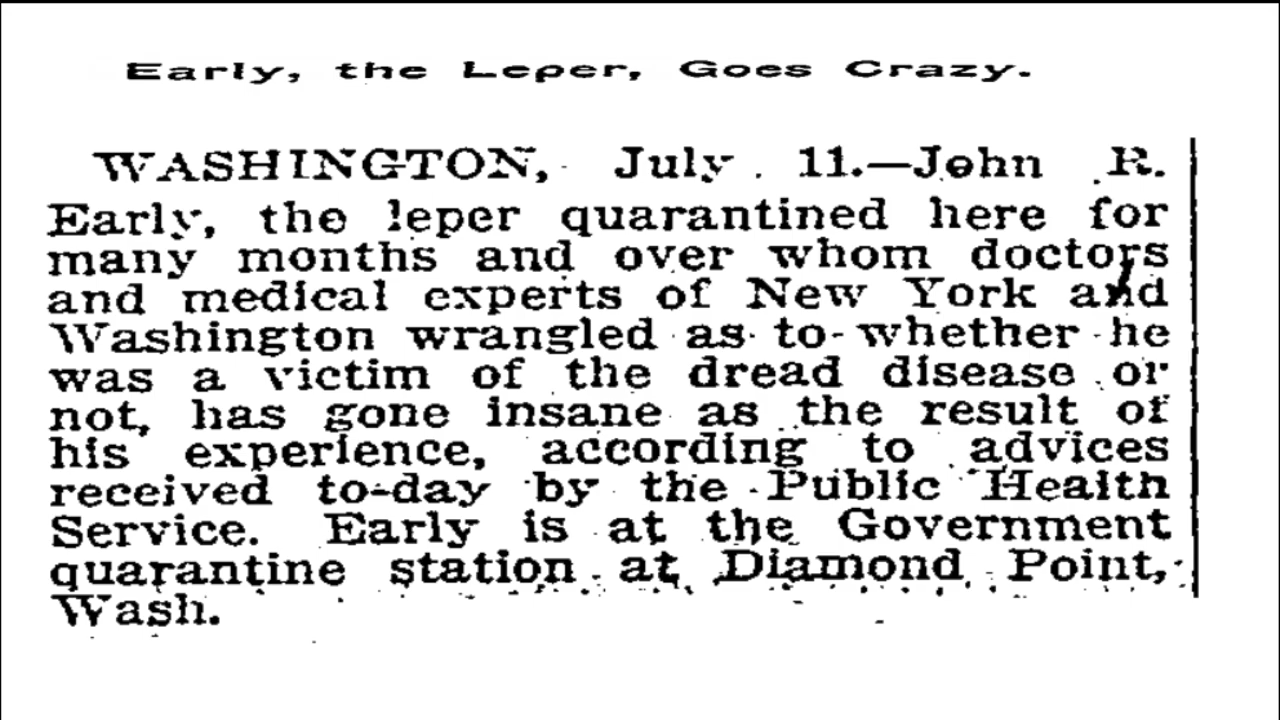 Early, the Leper, Goes Crazy.
WASHINGTON, July 11.—John R.
Early, the leper quarantined here for
many months and over whom doctors
and medical experts of New York and
Washington wrangled as to whether he
was a victim of the dread disease or
not, has gone insane as the result of
his experience, according to advices
received to-day by the Public Health
Service. Early is at the Government
quarantine station at Diamond Point,
Wash.